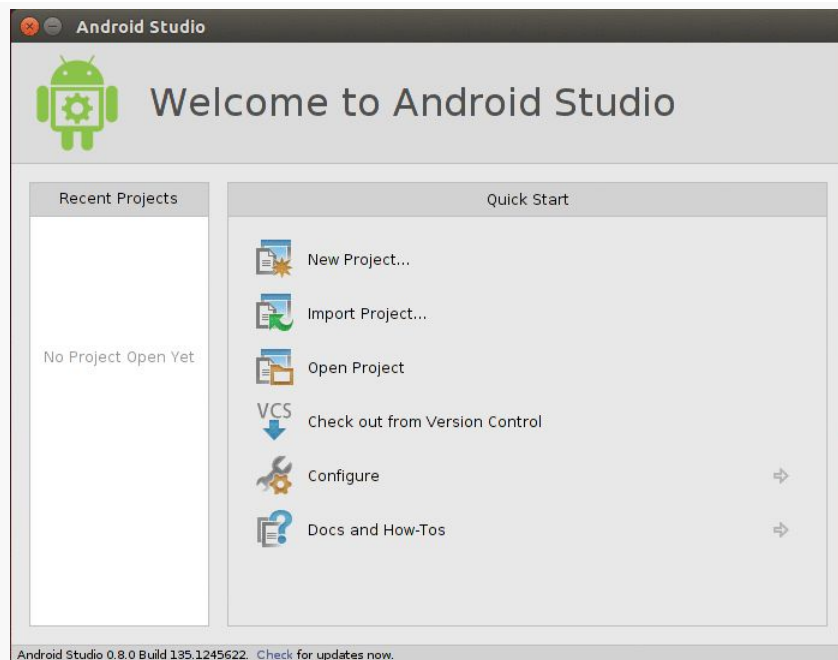 Android Studio
Welcome to Android Studio
Recent Projects
No Project Open Yet
Quick Start
New Project...
Import Project...
Open Project
VCS
Check out from Version Control
Configure
Docs and How-Tos
Android Studio 0.8.0 Build 135.1245622. Check for updates now.